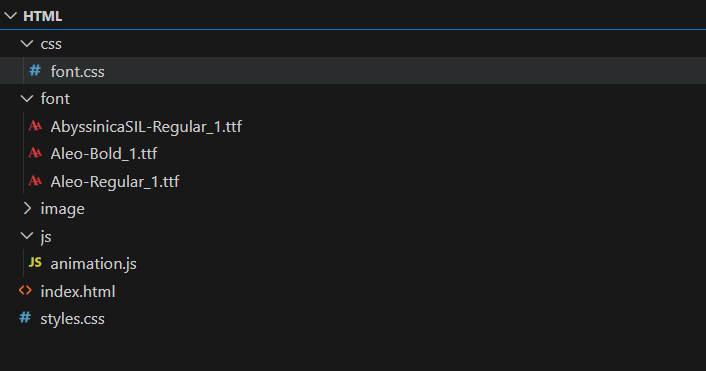 HTML
css
# font.css
font
AbyssinicaSIL-Regular_1.ttf
Aleo-Bold_1.ttf
Aleo-Regular_1.ttf
image
js
JS animation.js
<> index.html
# styles.css